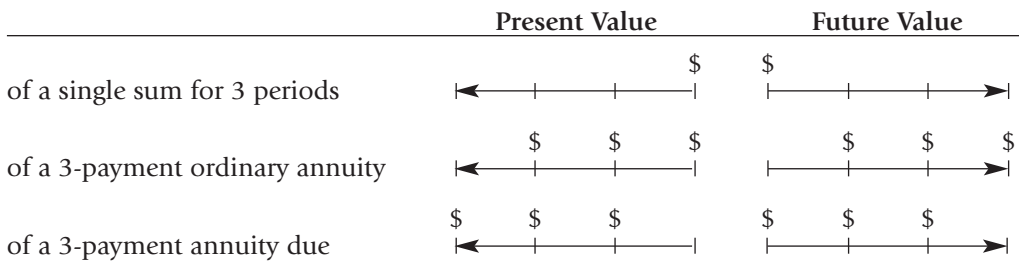 Present Value Future Value
$ $
of a single sum for 3 periods
$ $ $ $ $ $
of a 3-payment ordinary annuity
$ $ $ $ $ $
of a 3-payment annuity due